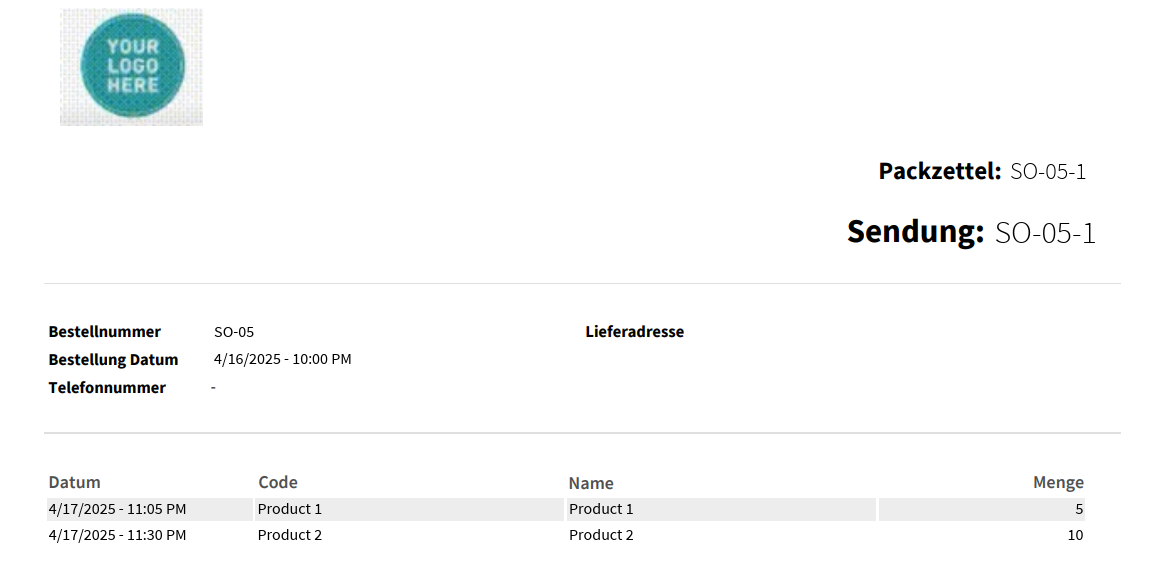 YOUR
LOGO
HERE
Packzettel: SO-05-1
Sendung: SO-05-1
Bestellnummer SO-05 Lieferadresse
Bestellung Datum 4/16/2025 - 10:00 PM
Telefonnummer -
Datum Code Name Menge
4/17/2025 - 11:05 PM Product 1 Product 1 5
4/17/2025 - 11:30 PM Product 2 Product 2 10